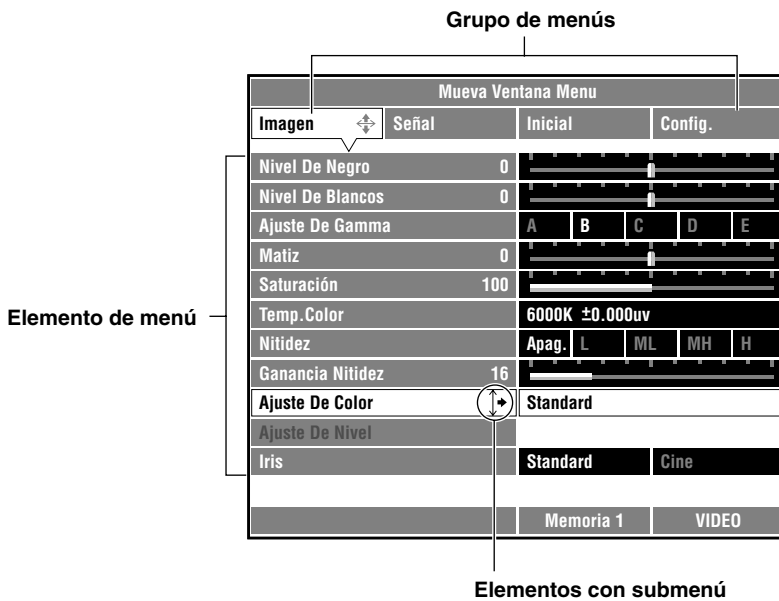 Grupo de menús
Mueva Ventana Menu
Imagen Señal Inicial Config.
Nivel De Negro 0
Nivel De Blancos 0
Ajuste De Gamma A B C D E
Matiz 0
Saturación 100
Elemento de menú
Temp.Color 6000K ±0.000uv
Nitidez Apag. L ML MH H
Ganancia Nitidez 16
Ajuste De Color Standard
Ajuste De Nivel
Iris Standard Cine
Memoria 1 VIDEO
Elementos con submenú